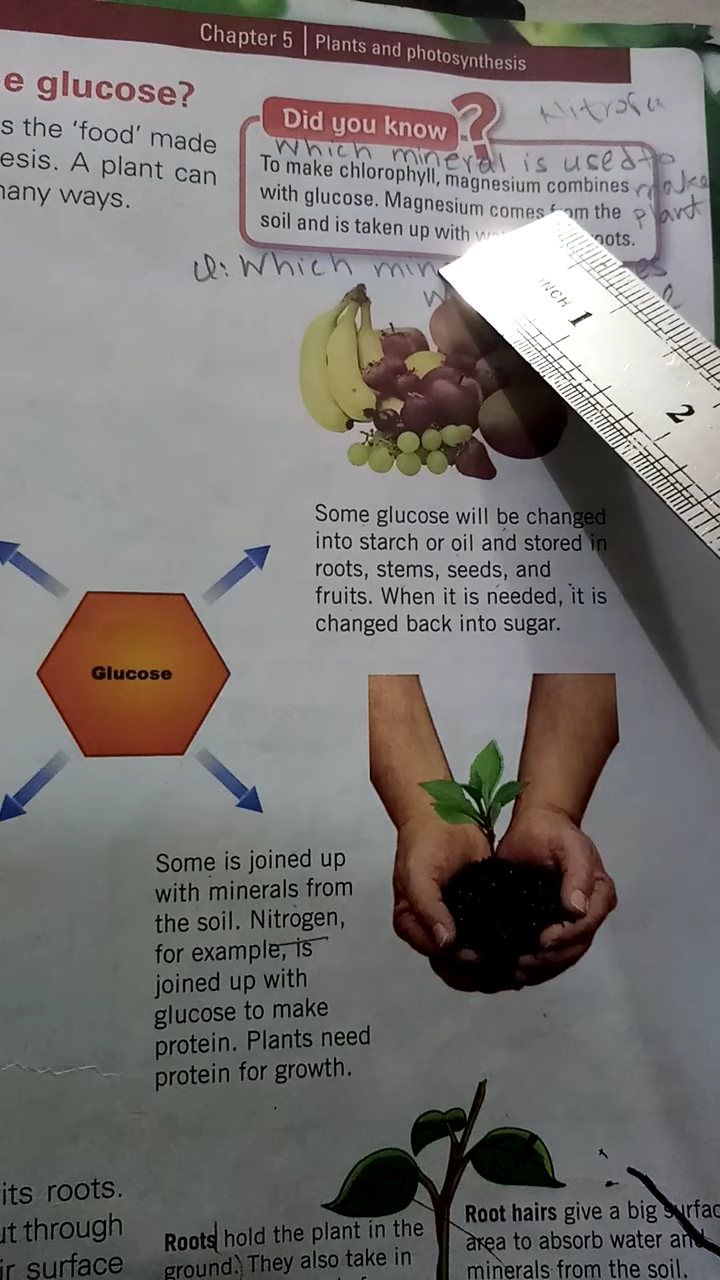 Chapter 5 | Plants and photosynthesis
e glucose?
s the 'food' made
esis. A plant can
many ways.
Did you know ?
Which mineral is used to
make
plant
To make chlorophyll, magnesium combines
with glucose. Magnesium comes from the
soil and is taken up with
Q: Which
INCH 1
2
Some glucose will be changed
into starch or oil and stored in
roots, stems, seeds, and
fruits. When it is needed, it is
changed back into sugar.
Glucose
Some is joined up
with minerals from
the soil. Nitrogen,
for example, is
joined up with
glucose to make
protein. Plants need
protein for growth.
its roots.
ut through
ir surface
Roots hold the plant in the
ground. They also take in
Root hairs give a big
area to absorb water and
minerals from the soil.